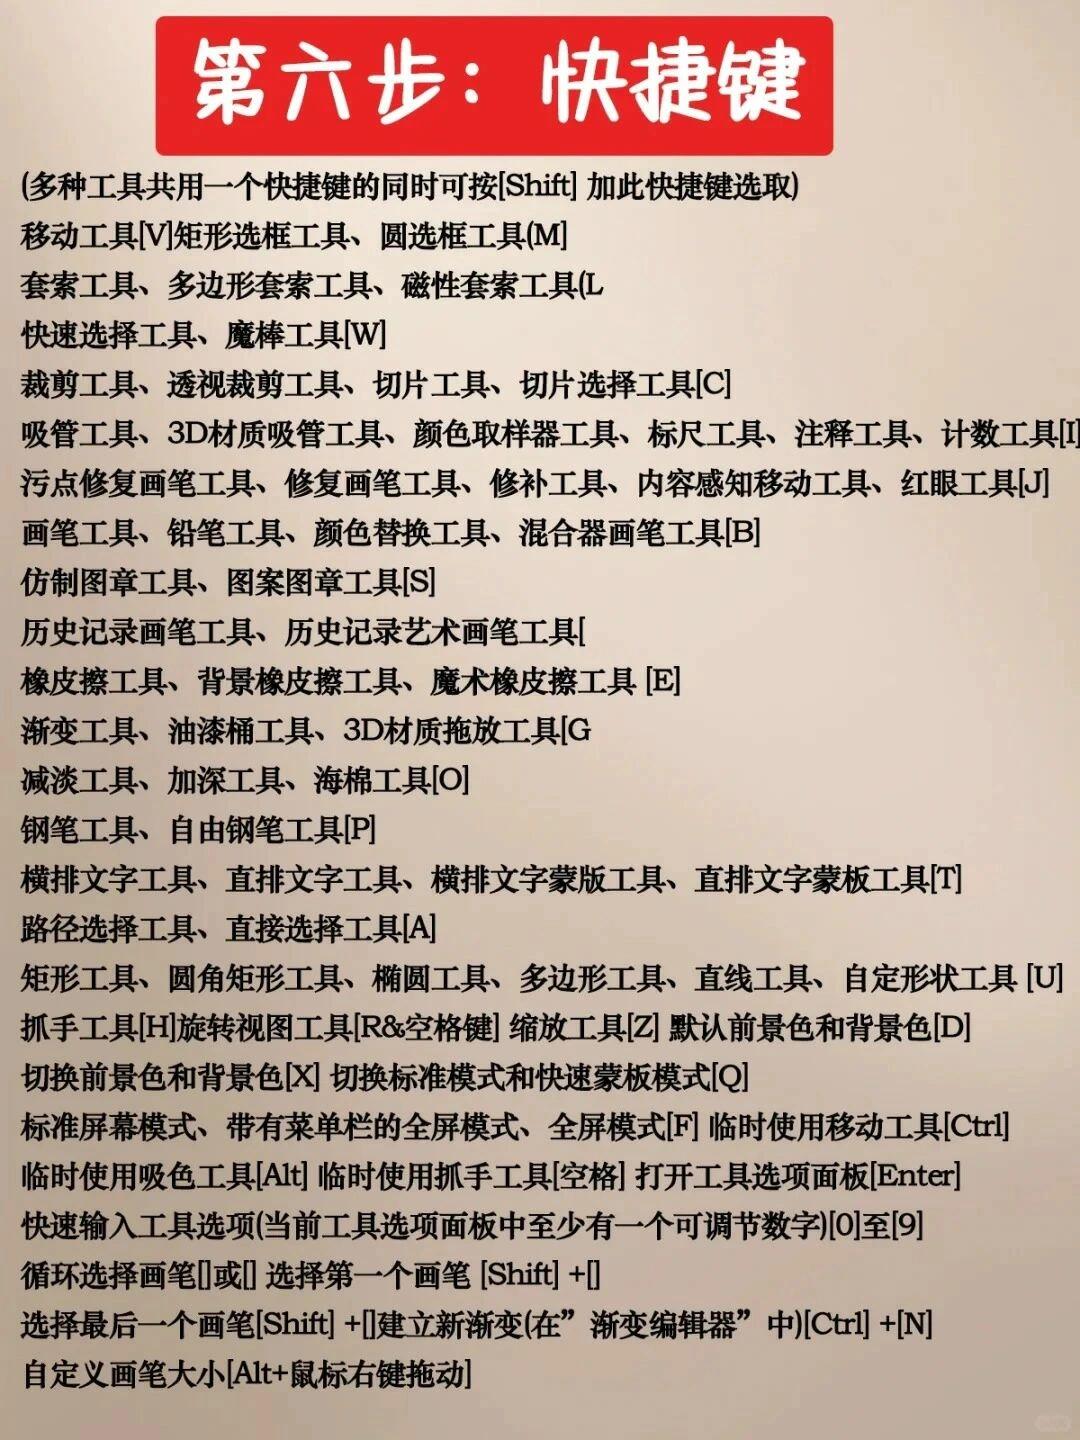 第六步：快捷键
(多种工具共用一个快捷键的同时可按[Shift] 加此快捷键选取)
移动工具[V]矩形选框工具、圆选框工具(M]
套索工具、多边形套索工具、磁性套索工具(L
快速选择工具、魔棒工具[W]
裁剪工具、透视裁剪工具、切片工具、切片选择工具[C]
吸管工具、3D材质吸管工具、颜色取样器工具、标尺工具、注释工具、计数工具[I]
污点修复画笔工具、修复画笔工具、修补工具、内容感知移动工具、红眼工具[J]
画笔工具、铅笔工具、颜色替换工具、混合器画笔工具[B]
仿制图章工具、图案图章工具[S]
历史记录画笔工具、历史记录艺术画笔工具[
橡皮擦工具、背景橡皮擦工具、魔术橡皮擦工具 [E]
渐变工具、油漆桶工具、3D材质拖放工具[G
减淡工具、加深工具、海棉工具[O]
钢笔工具、自由钢笔工具[P]
横排文字工具、直排文字工具、横排文字蒙版工具、直排文字蒙板工具[T]
路径选择工具、直接选择工具[A]
矩形工具、圆角矩形工具、椭圆工具、多边形工具、直线工具、自定形状工具 [U]
抓手工具[H]旋转视图工具[R&空格键] 缩放工具[Z] 默认前景色和背景色[D]
切换前景色和背景色[X] 切换标准模式和快速蒙板模式[Q]
标准屏幕模式、带有菜单栏的全屏模式、全屏模式[F] 临时使用移动工具[Ctrl]
临时使用吸色工具[Alt] 临时使用抓手工具[空格] 打开工具选项面板[Enter]
快速输入工具选项(当前工具选项面板中至少有一个可调节数字)[0]至[9]
循环选择画笔[]或[] 选择第一个画笔 [Shift] +[]
选择最后一个画笔[Shift] +[]建立新渐变(在”渐变编辑器”中)[Ctrl] +[N]
自定义画笔大小[Alt+鼠标右键拖动]